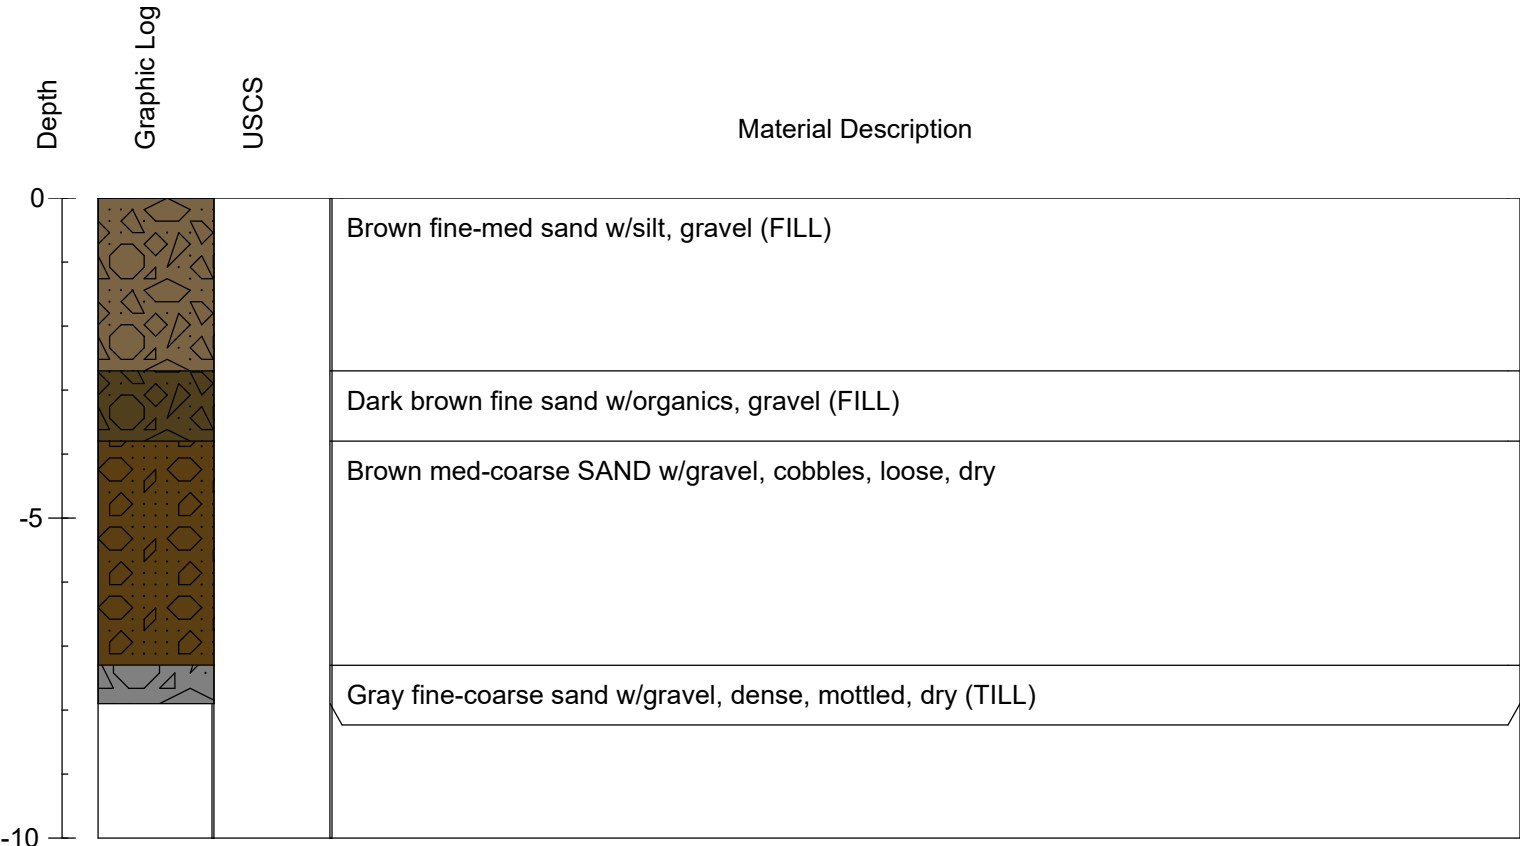 Depth
Graphic Log
USCS
Material Description
0
Brown fine-med sand w/silt, gravel (FILL)
Dark brown fine sand w/organics, gravel (FILL)
Brown med-coarse SAND w/gravel, cobbles, loose, dry
-5
Gray fine-coarse sand w/gravel, dense, mottled, dry (TILL)
-10